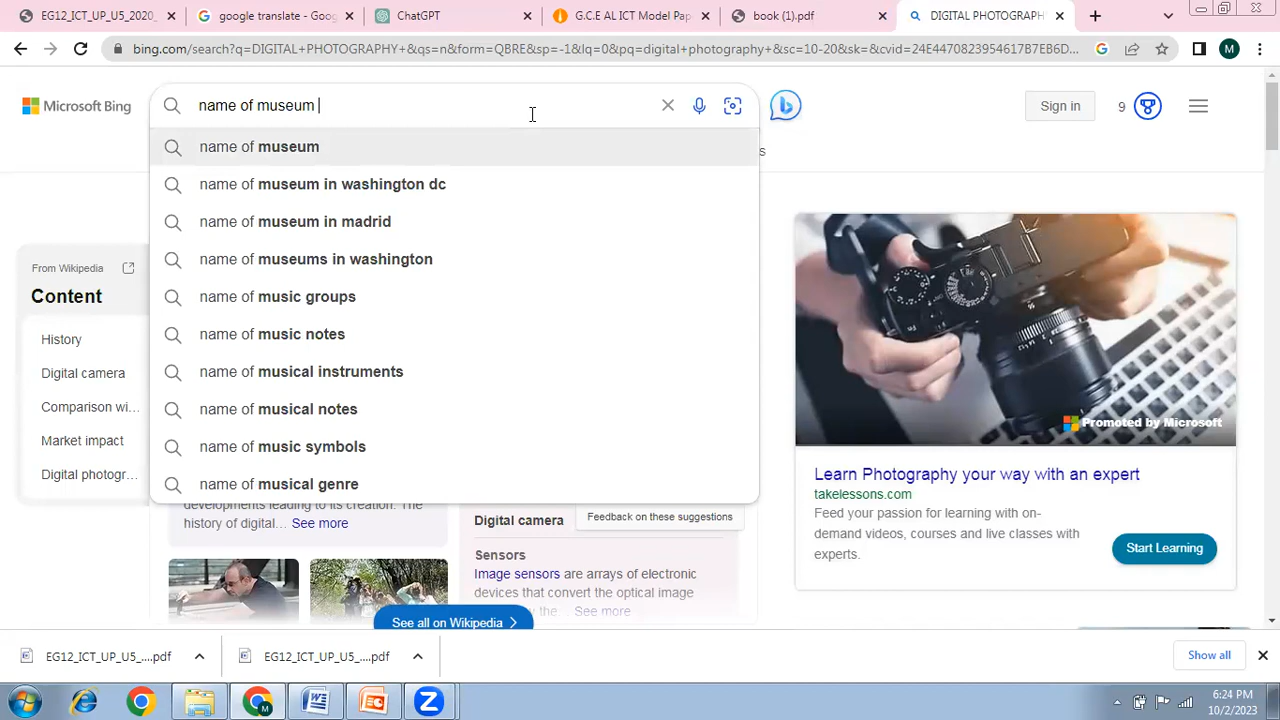 EG12_ICT_UP_U5_2020_
google translate - Goog
ChatGPT
G.C.E AL ICT Model Pap
book (1).pdf
DIGITAL PHOTOGRAPH
bing.com/search?q=DIGITAL+PHOTOGRAPHY+&qs=n&form=QBRE&sp=-1&lq=0&pq=digital+photography+&sc=10-20&sk=&cvid=24E4470823954617B7EB6D...
M
Microsoft Bing
name of museum
Sign in
9
name of museum
name of museum in washington dc
name of museum in madrid
name of museums in washington
name of music groups
name of music notes
name of musical instruments
name of musical notes
name of music symbols
name of musical genre
Feedback on these suggestions
From Wikipedia
Content
History
Digital camera
Comparison wi...
Market impact
Digital photogr...
developments leading to its creation. The
history of digital... See more
Digital camera
Sensors
Image sensors are arrays of electronic
devices that convert the optical image
See more
See all on Wikipedia
Promoted by Microsoft
Learn Photography your way with an expert
takelessons.com
Feed your passion for learning with on-
demand videos, courses and live classes with
experts.
Start Learning
EG12_ICT_UP_U5_....pdf
EG12_ICT_UP_U5_....pdf
Show all
6:24 PM
10/2/2023